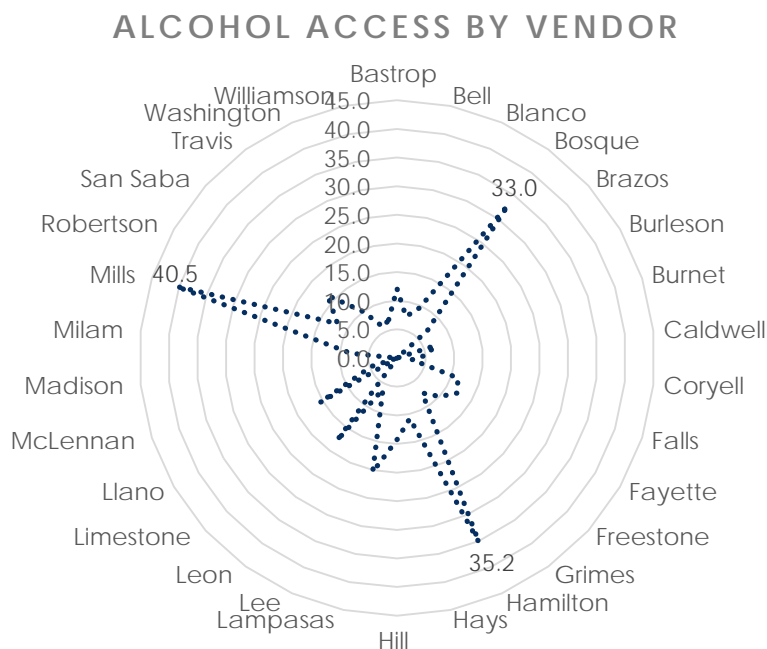 ALCOHOL ACCESS BY VENDOR
Bastrop
Bell
Blanco
Bosque
Brazos
Burleson
Burnet
Caldwell
Coryell
Falls
Fayette
Freestone
Grimes
Hamilton
Hays
Hill
Lampasas
Lee
Leon
Limestone
Llano
McLennan
Madison
Milam
Mills
Robertson
San Saba
Travis
Washington
Williamson
45.0
40.0
35.0
30.0
25.0
20.0
15.0
10.0
5.0
0.0
33.0
40.5
35.2